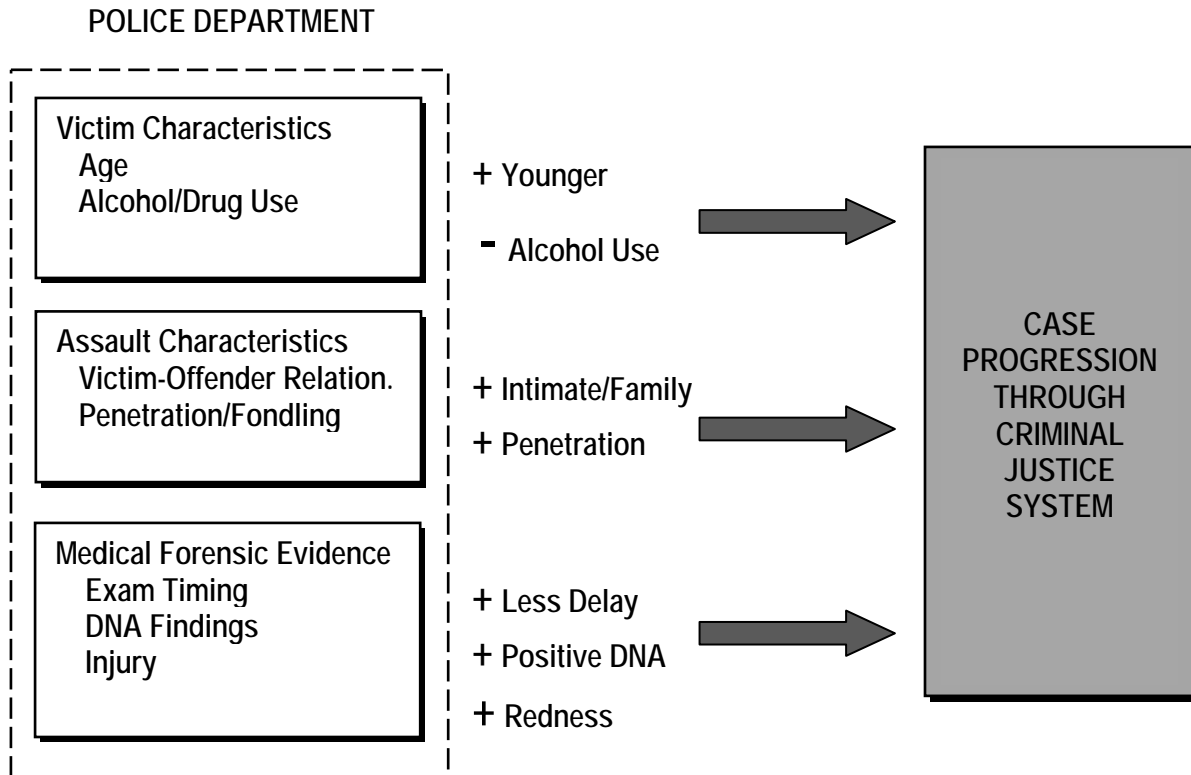 POLICE DEPARTMENT
Victim Characteristics
Age
Alcohol/Drug Use
+ Younger
- Alcohol Use
Assault Characteristics
Victim-Offender Relation.
Penetration/Fondling
+ Intimate/Family
+ Penetration
Medical Forensic Evidence
Exam Timing
DNA Findings
Injury
+ Less Delay
+ Positive DNA
+ Redness
CASE
PROGRESSION
THROUGH
CRIMINAL
JUSTICE
SYSTEM